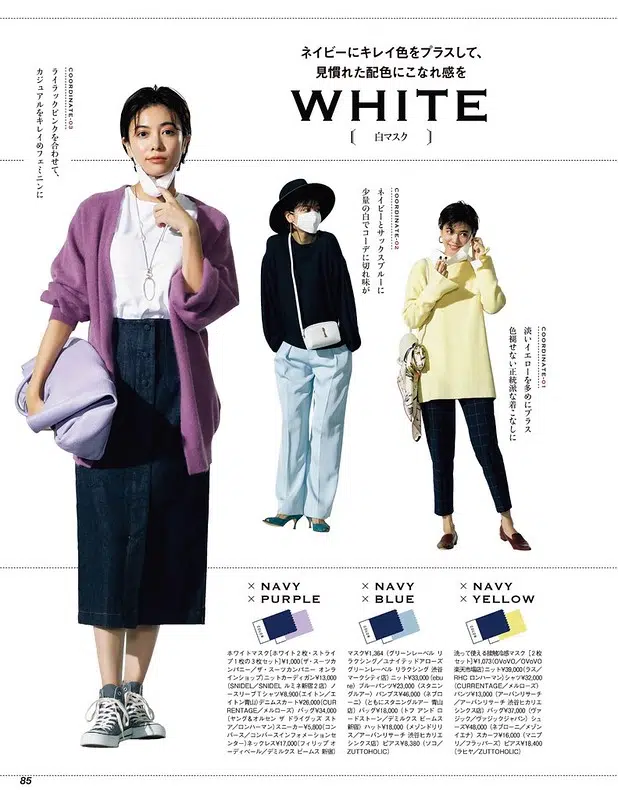 ネイビーにキレイ色をプラスして、
見慣れた配色にこなれ感を
WHITE
[ 白マスク ]
COORDINATE-03
ライラックピンクを合わせて、
カジュアルをキレイめフェミニンに
COORDINATE-02
ネイビーとサックスブルーに
少量の白でコーデに切れ味が
COORDINATE-01
淡いイエローを多めにプラス
色褪せない正統派な着こなしに
× NAVY
× PURPLE
COLOR
ホワイトマスク[ホワイト2枚・ストライ
プ1枚の3枚セット]¥1,000(ザ・スーツカ
ンパニー/ザ・スーツカンパニー オンラ
インショップ)ニットカーディガン¥13,000
(SNIDEL/SNIDEL ルミネ新宿2店)ノ
ースリーブTシャツ¥8,900(エイトン/エ
イトン青山)デニムスカート¥26,000(CUR
RENTAGE/メルローズ)バッグ¥34,000
(ヤング&オルセン ザ ドライグッズ スト
ア/ロンハーマン)スニーカー¥5,800(コン
バース/コンバースインフォメーションセ
ンター)ネックレス¥17,000(フィリップ オ
ーディベール/デミルクス ビームス 新宿)
× NAVY
× BLUE
COLOR
マスク¥1,364(グリーンレーベル リ
ラクシング/ユナイテッドアローズ
グリーンレーベル リラクシング 渋谷
マークシティ店)ニット¥33,000(ebu
re)ブルーパンツ¥23,000(スタニン
グルアー)パンプス¥46,000(ネブロ
ーニ)(ともにスタニングルアー 青山
店)バッグ¥18,000(トフ アンド ロ
ードストーン/デミルクス ビームス
新宿)ハット¥18,000(メゾンドリリ
ス/アーバンリサーチ 渋谷ヒカリエ
シンクス店)ピアス¥8,380(ソコ/
ZUTTOHOLIC)
× NAVY
× YELLOW
COLOR
洗って使える接触冷感マスク[2枚
セット]¥1,073(OVoVO/OVoVO
楽天市場店)ニット¥39,000(ラス/
RHC ロンハーマン)シャツ¥32,000
(CURRENTAGE/メルローズ)
パンツ¥13,000(アーバンリサーチ
/アーバンリサーチ 渋谷ヒカリエ
シンクス店)バッグ¥37,000(ヴァ
ジック/ヴァジックジャパン)シュ
ーズ¥48,000(ネブローニ/メゾン
イエナ)スカーフ¥16,000(マニプ
リ/フラッパーズ)ピアス¥18,400
(ラヒヤ/ZUTTOHOLIC)
85